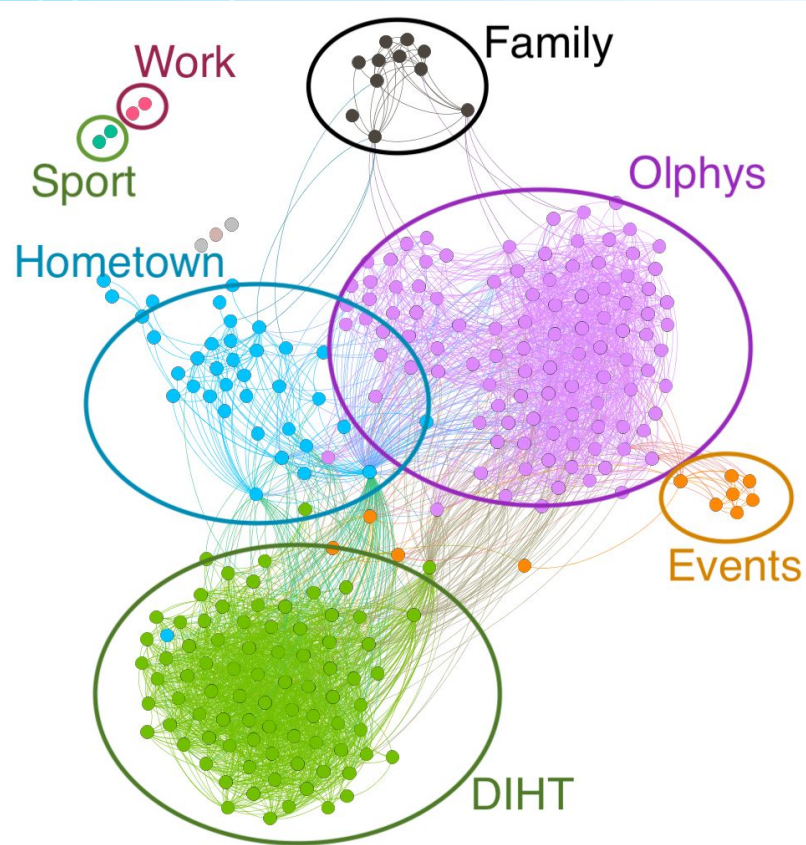 Family
Work
Sport
Olphys
Hometown
Events
DIHT